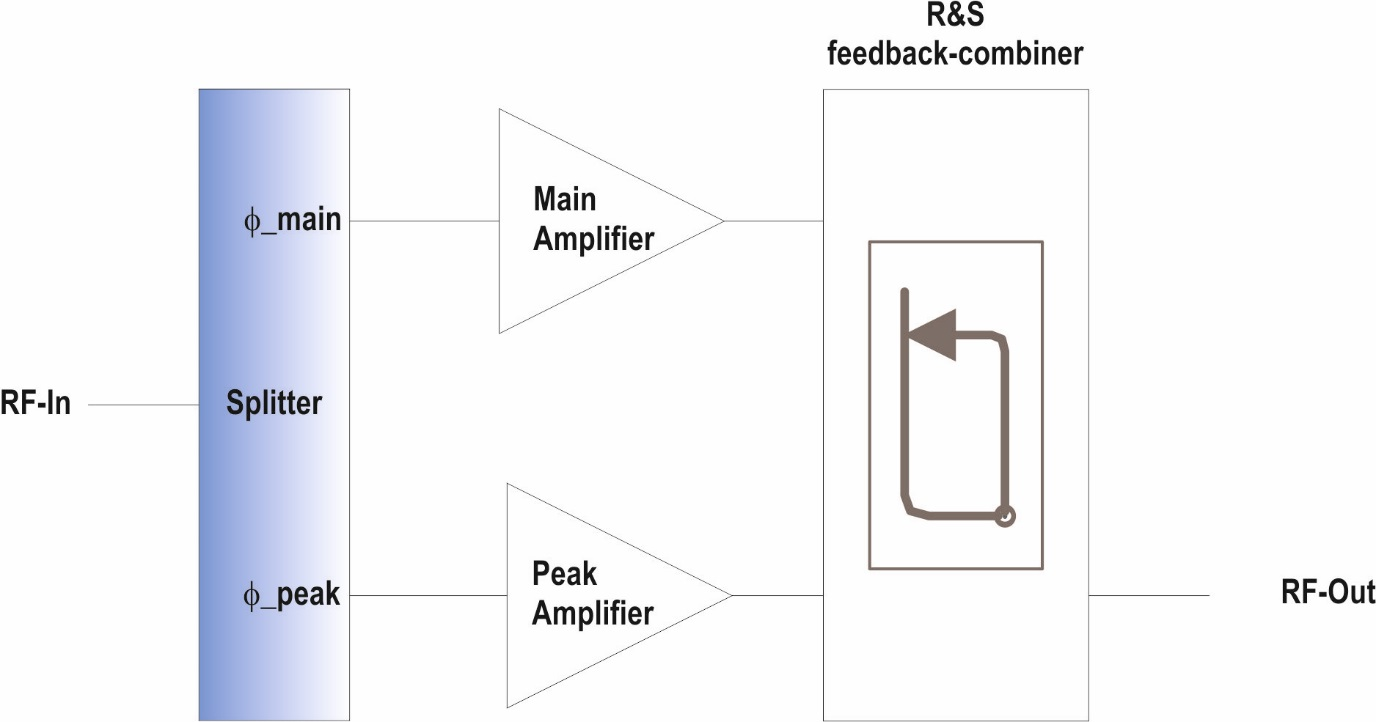 R&S
feedback-combiner
ϕ_main
Main
Amplifier
RF-In
Splitter
ϕ_peak
Peak
Amplifier
RF-Out